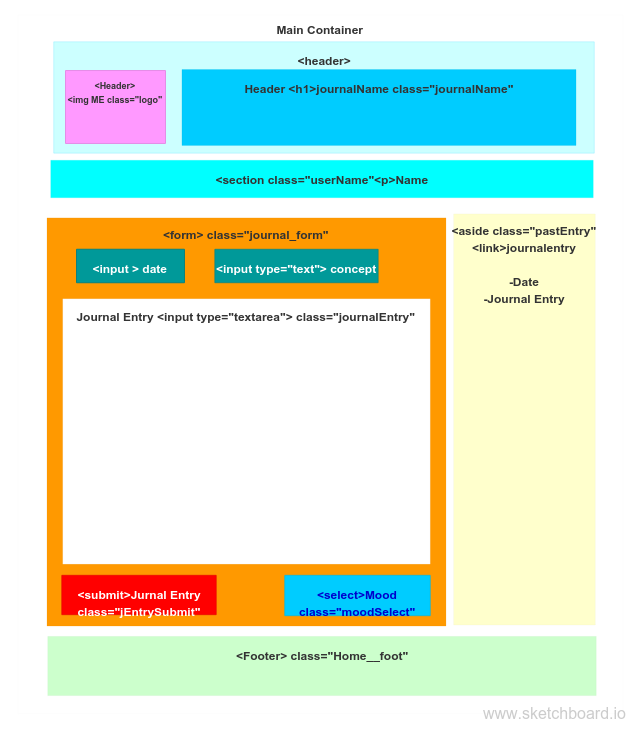 Main Container
<header>
<Header>
<img ME class="logo"
Header <h1>journalName class="journalName"
<section class="userName"<p>Name
<form> class="journal_form"
<input > date
<input type="text"> concept
Journal Entry <input type="textarea"> class="journalEntry"
<submit>Jurnal Entry
class="jEntrySubmit"
<select>Mood
class="moodSelect"
<aside class="pastEntry"
<link>journalentry
-Date
-Journal Entry
<Footer> class="Home__foot"
www.sketchboard.io